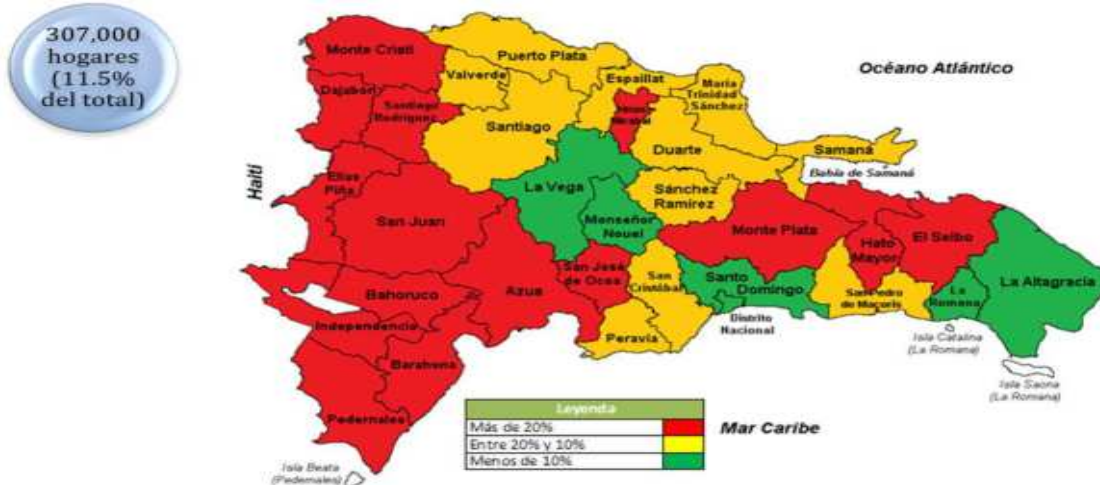 307,000
hogares
(11.5%
del total)
Monte Cristi
Puerto Plata
Océano Atlántico
Valverde
Espaillat
María
Trinidad
Sánchez
Dajabón
Santiago
Rodríguez
Santiago
Duarte
Samaná
Haití
Elías
Piña
La Vega
Sánchez
Ramírez
Bahía de Samaná
San Juan
Monseñor
Nouel
Monte Plata
Hato
Mayor
El Seibo
San José
de Ocoa
San
Cristóbal
Santo
Domingo
Azua
Bahoruco
San Pedro
de Macorís
La
Romana
La Altagracia
Independencia
Peravia
Distrito
Nacional
Isla Catalina
(La Romana)
Barahona
Isla Saona
(La Romana)
Pedernales
Leyenda
Más de 20%
Entre 20% y 10%
Menos de 10%
Mar Caribe
Isla Beata
(Pedernales)